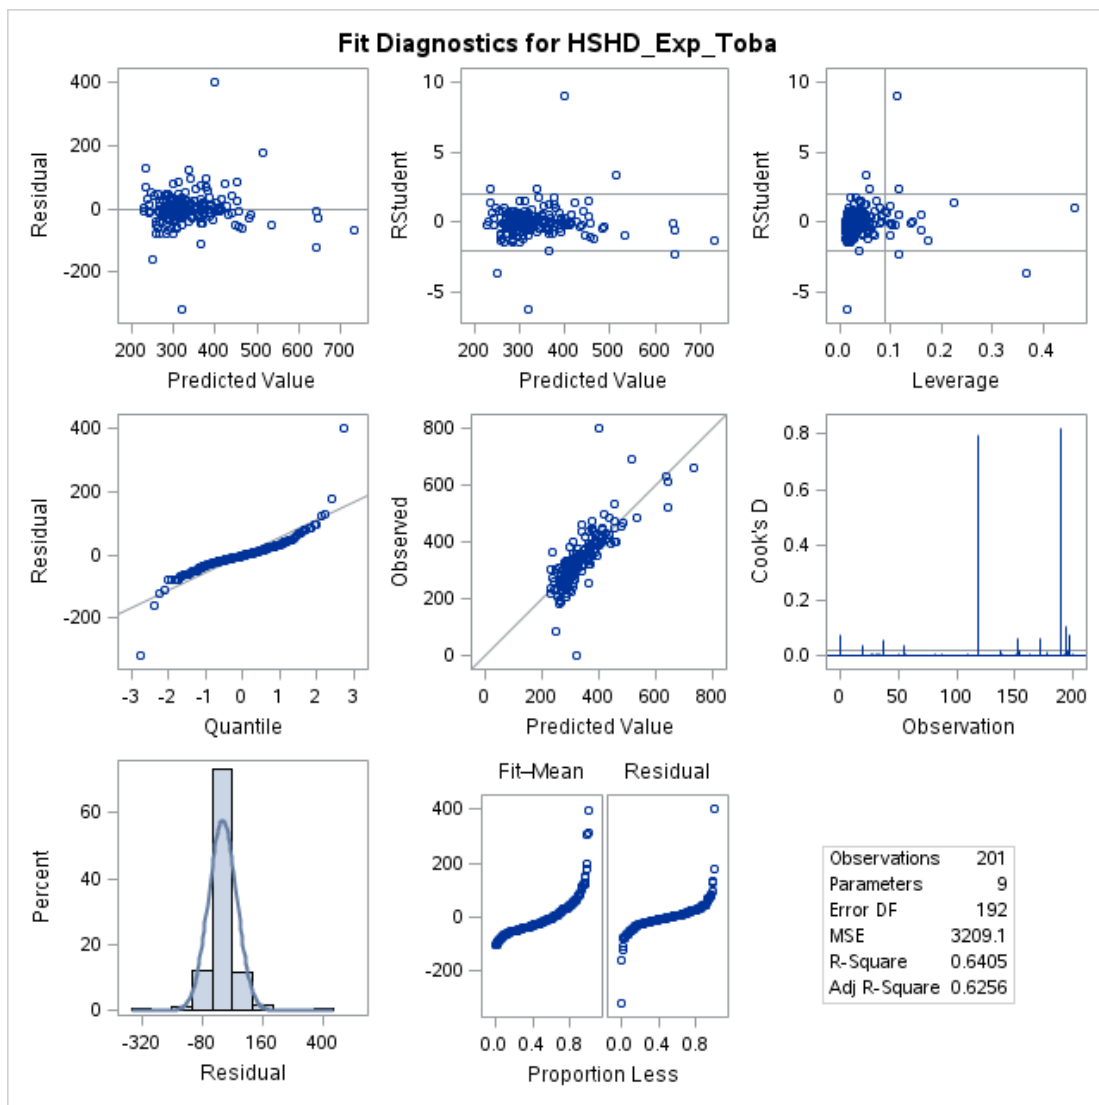 Fit Diagnostics for HSHD_Exp_Toba
400
200
0
-200
Residual
200 300 400 500 600 700
Predicted Value
10
5
0
-5
RStudent
200 300 400 500 600 700
Predicted Value
10
5
0
-5
RStudent
0.0 0.1 0.2 0.3 0.4
Leverage
400
200
0
-200
Residual
-3 -2 -1 0 1 2 3
Quantile
800
600
400
200
0
Observed
0 200 400 600 800
Predicted Value
0.8
0.6
0.4
0.2
0.0
Cook's D
0 50 100 150 200
Observation
60
40
20
0
Percent
-320 -80 160 400
Residual
Fit–Mean Residual
400
200
0
-200
0.0 0.4 0.8 0.0 0.4 0.8
Proportion Less
Observations 201
Parameters 9
Error DF 192
MSE 3209.1
R-Square 0.6405
Adj R-Square 0.6256